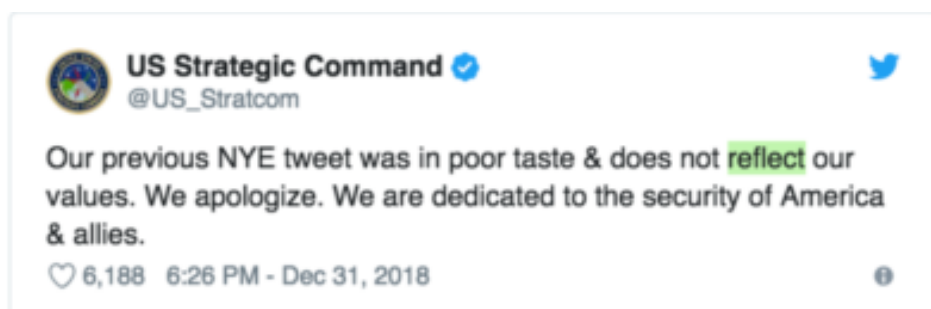 US Strategic Command
@US_Stratcom
Our previous NYE tweet was in poor taste & does not reflect our
values. We apologize. We are dedicated to the security of America
& allies.
6,188 6:26 PM - Dec 31, 2018